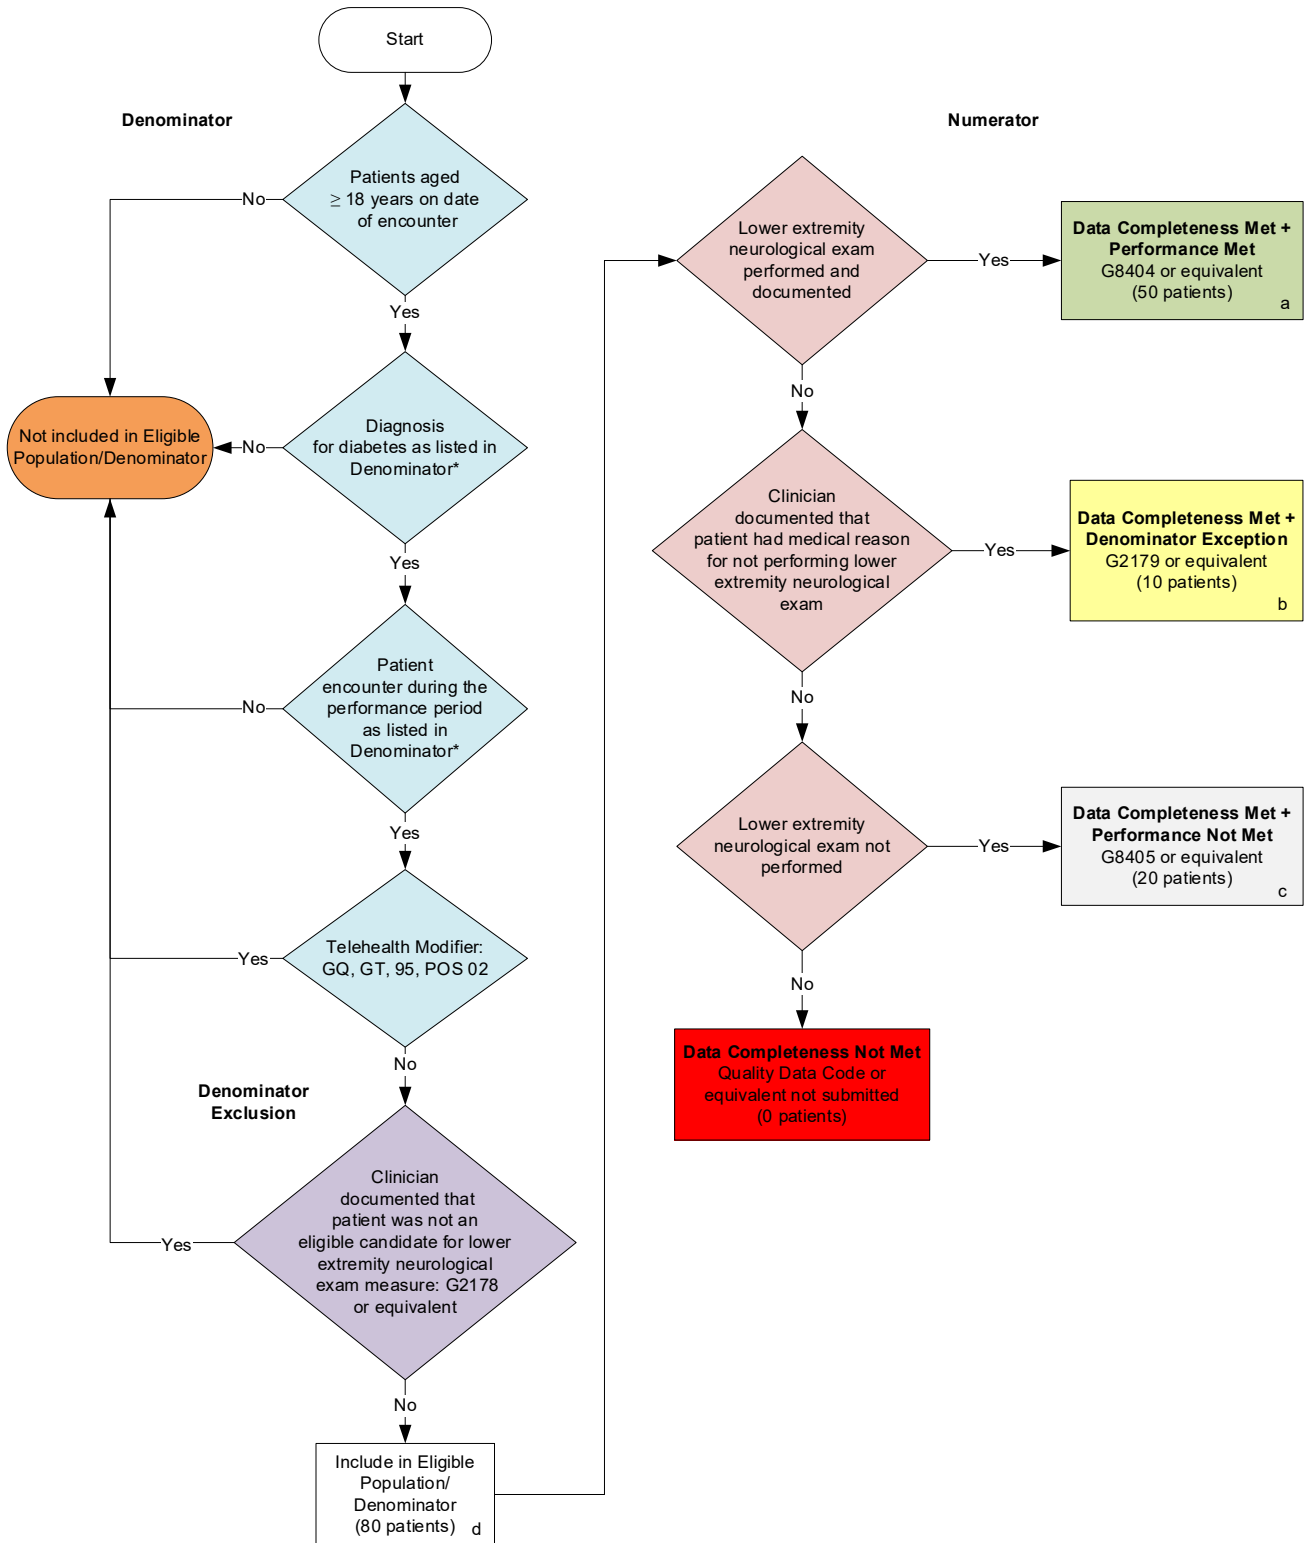 Start
Denominator
Patients aged
≥ 18 years on date
of encounter
No
Yes
Diagnosis
for diabetes as listed in
Denominator*
No
Not included in Eligible
Population/Denominator
Yes
Patient
encounter during the
performance period
as listed in
Denominator*
No
Yes
Telehealth Modifier:
GQ, GT, 95, POS 02
Yes
No
Denominator
Exclusion
Clinician
documented that
patient was not an
eligible candidate for lower
extremity neurological
exam measure: G2178
or equivalent
Yes
No
Include in Eligible
Population/
Denominator
(80 patients)
d
Numerator
Lower extremity
neurological exam
performed and
documented
Yes
Data Completeness Met +
Performance Met
G8404 or equivalent
(50 patients)
a
No
Clinician
documented that
patient had medical reason
for not performing lower
extremity neurological
exam
Yes
Data Completeness Met +
Denominator Exception
G2179 or equivalent
(10 patients)
b
No
Lower extremity
neurological exam not
performed
Yes
Data Completeness Met +
Performance Not Met
G8405 or equivalent
(20 patients)
c
No
Data Completeness Not Met
Quality Data Code or
equivalent not submitted
(0 patients)